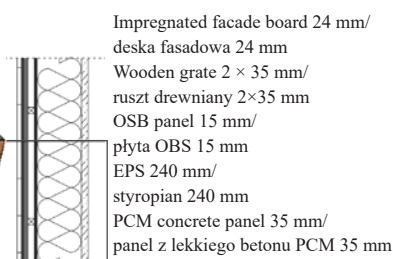 Impregnated facade board 24 mm/
deska fasadowa 24 mm
Wooden grate 2 × 35 mm/
ruszt drewniany 2×35 mm
OSB panel 15 mm/
płyta OBS 15 mm
EPS 240 mm/
styropian 240 mm
PCM concrete panel 35 mm/
panel z lekkiego betonu PCM 35 mm